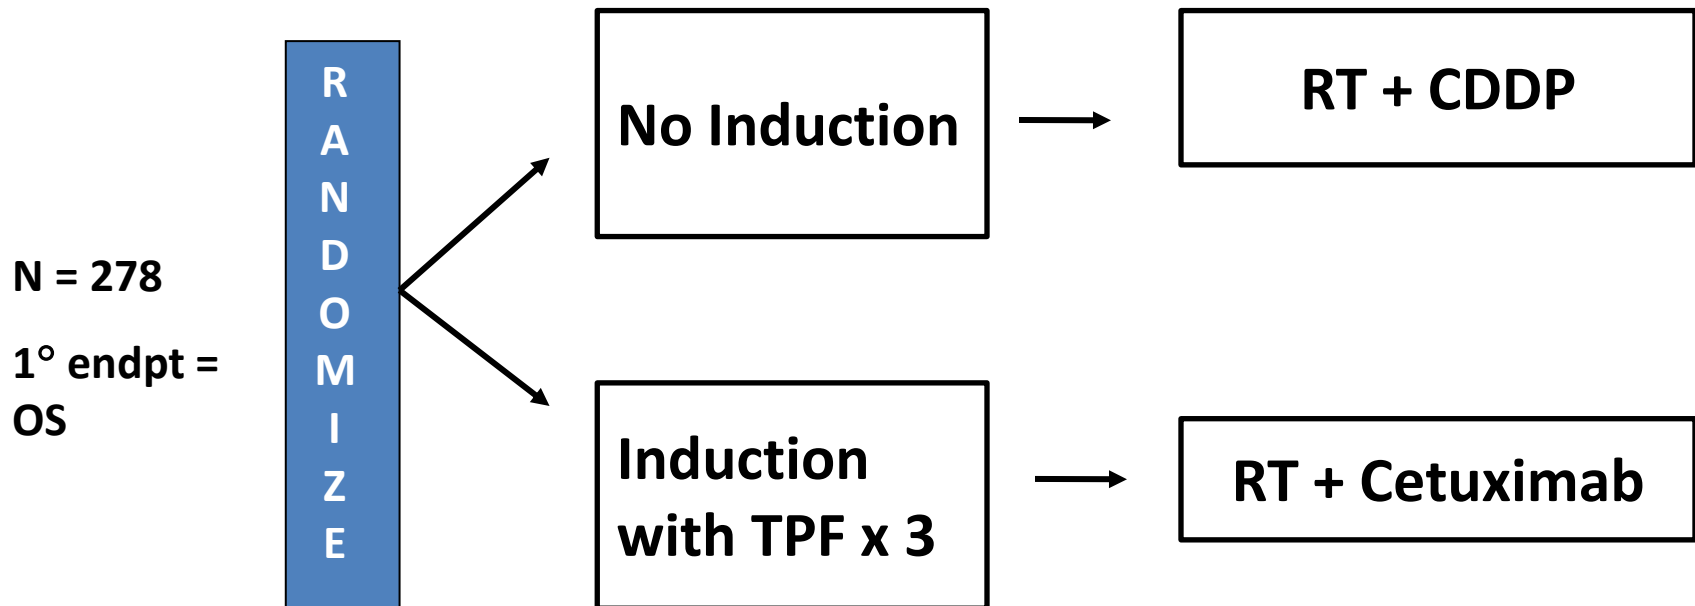 N = 278
1° endpt =
OS
R
A
N
D
O
M
I
Z
E
No Induction
RT + CDDP
Induction
with TPF x 3
RT + Cetuximab